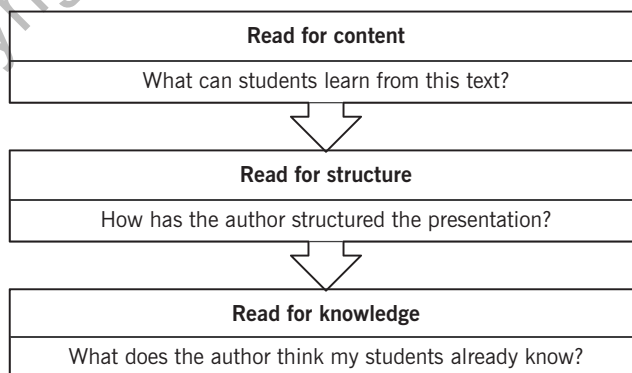 Read for content
What can students learn from this text?
Read for structure
How has the author structured the presentation?
Read for knowledge
What does the author think my students already know?